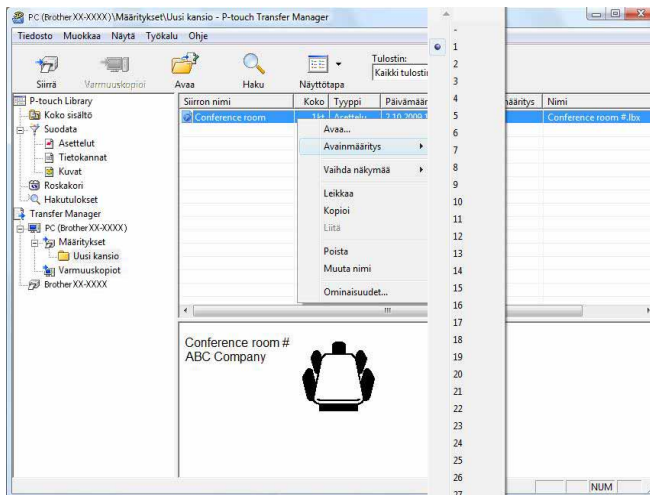 PC (Brother XX-XXXX)\Määritykset\Uusi kansio - P-touch Transfer Manager
Tiedosto Muokkaa Näytä Työkalu Ohje
Siirrä Varmuuskopioi Avaa Haku Näyttötapa
Tulostin:
Kaikki tulostin
P-touch Library
Koko sisältö
Suodata
Asettelut
Tietokannat
Kuvat
Roskakori
Hakutulokset
Transfer Manager
PC (Brother XX-XXXX)
Määritykset
Uusi kansio
Varmuuskopiot
Brother XX-XXXX
Siirron nimi Koko Tyyppi Päivämäär määritys Nimi
Conference room 1kt Asettelu 7.10.2009 1 Conference room #.lbx
Avaa...
Avainmääritys
Vaihda näkymää
Leikkaa
Kopioi
Liitä
Poista
Muuta nimi
Ominaisuudet...
-
1
2
3
4
5
6
7
8
9
10
11
12
13
14
15
16
17
18
19
20
21
22
23
24
25
26
27
Conference room #
ABC Company
NUM